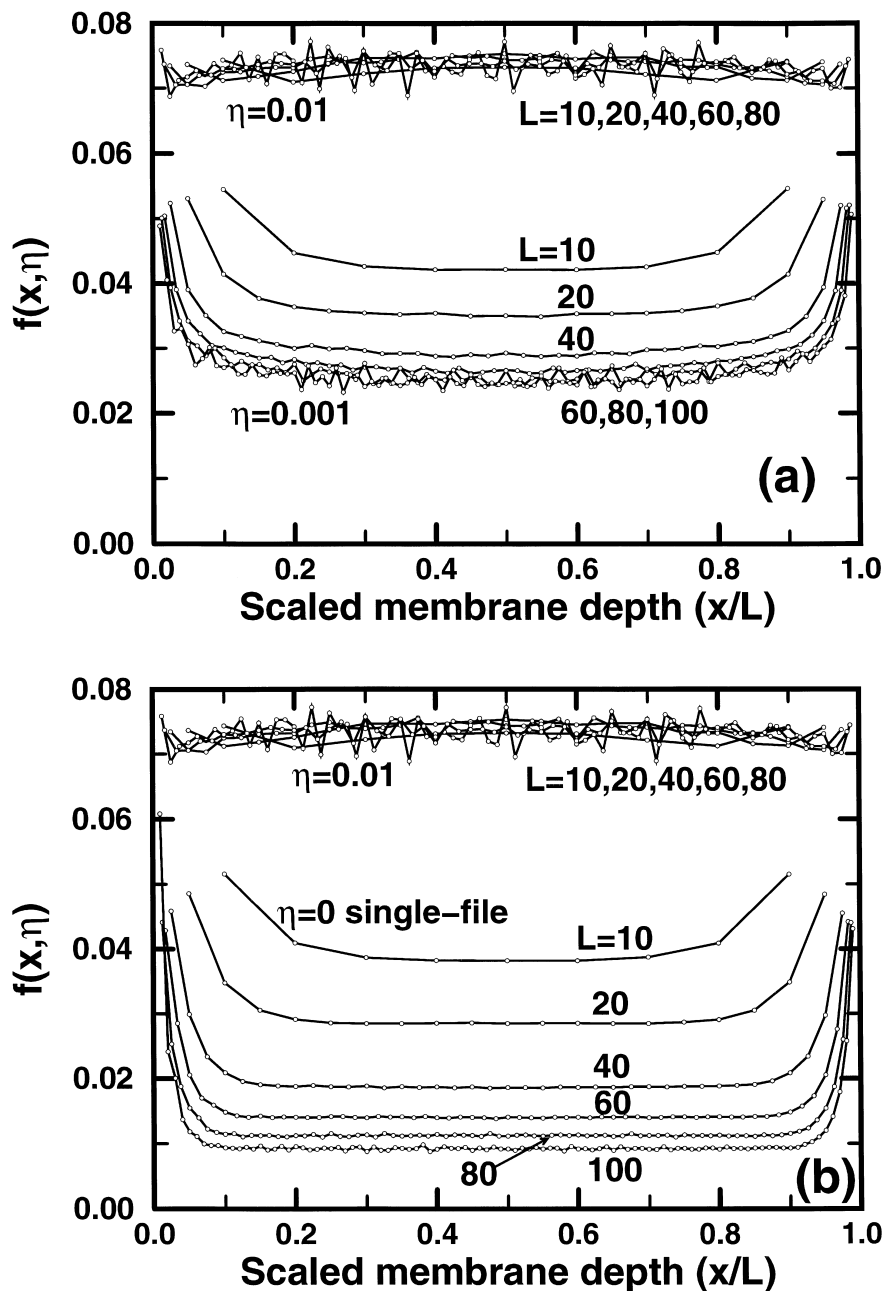 0.08
η=0.01 L=10,20,40,60,80
0.06
f(x,η)
L=10
0.04
20
40
0.02
η=0.001 60,80,100
(a)
0.00
0.0 0.2 0.4 0.6 0.8 1.0
Scaled membrane depth (x/L)
0.08
η=0.01 L=10,20,40,60,80
0.06
f(x,η)
η=0 single–file
L=10
0.04
20
40
0.02
60
80 100
(b)
0.00
0.0 0.2 0.4 0.6 0.8 1.0
Scaled membrane depth (x/L)